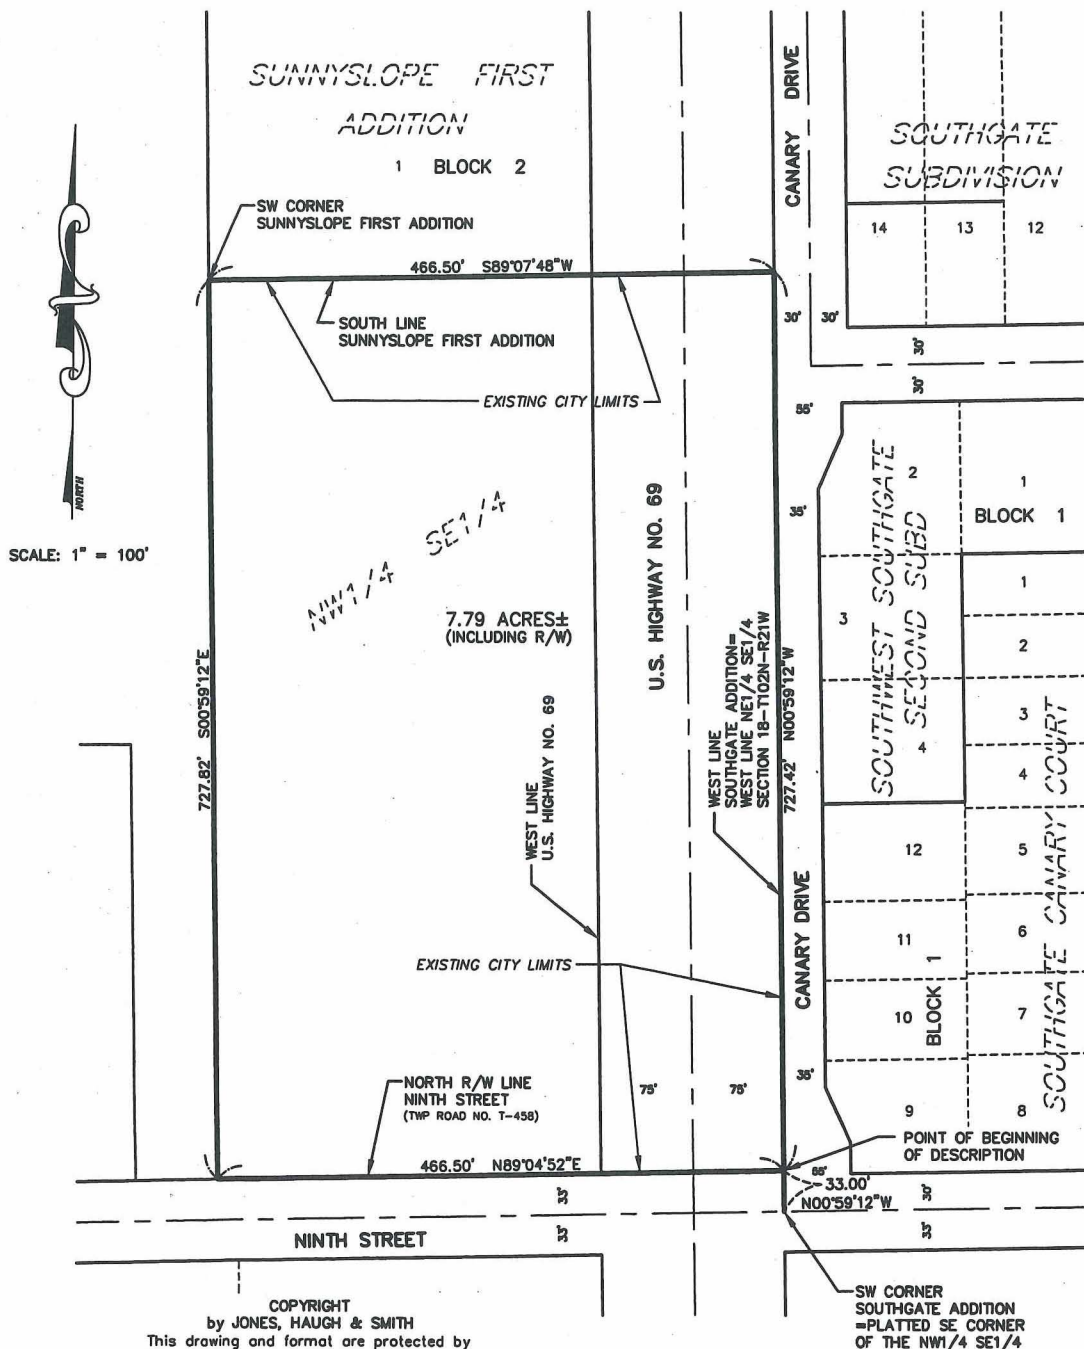 SUNNYSLOPE FIRST
ADDITION
1 BLOCK 2
CANARY DRIVE
SOUTHGATE
SUBDIVISION
14 13 12
SW CORNER
SUNNYSLOPE FIRST ADDITION
466.50' S89°07'48"W
SOUTH LINE
SUNNYSLOPE FIRST ADDITION
30' 30'
30'
30'
EXISTING CITY LIMITS
55'
35'
NORTH
SCALE: 1" = 100'
NW1/4 SE1/4
7.79 ACRES±
(INCLUDING R/W)
U.S. HIGHWAY NO. 69
727.82' S00°59'12"E
WEST LINE
U.S. HIGHWAY NO. 69
WEST LINE
SOUTHGATE ADDITION=
WEST LINE NE1/4 SE1/4
SECTION 18-T102N-R21W
727.42' N00°59'12"W
SOUTHWEST SOUTHGATE
SECOND SUBD
2
3
4
1
BLOCK 1
1
2
3
4
5
6
7
8
12
11
10
9
BLOCK 1
SOUTHGATE CANARY COURT
CANARY DRIVE
EXISTING CITY LIMITS
35'
75' 75'
NORTH R/W LINE
NINTH STREET
(TWP ROAD NO. T-458)
466.50' N89°04'52"E
POINT OF BEGINNING
OF DESCRIPTION
33.00'
N00°59'12"W
33'
33'
30'
33'
NINTH STREET
SW CORNER
SOUTHGATE ADDITION
=PLATTED SE CORNER
OF THE NW1/4 SE1/4
COPYRIGHT
by JONES, HAUGH & SMITH
This drawing and format are protected by